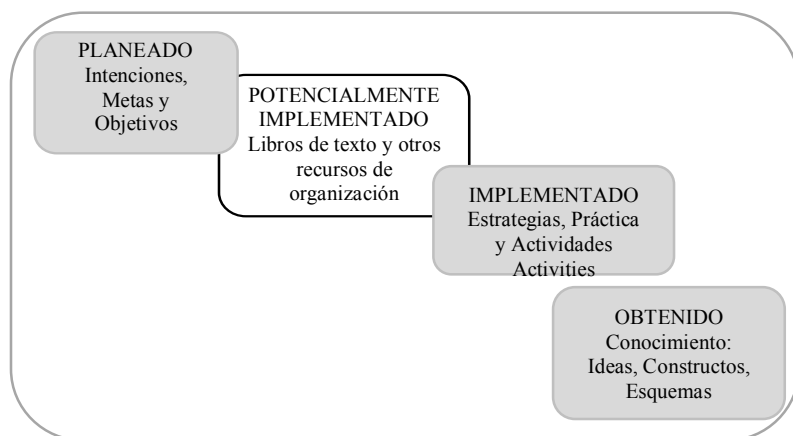 PLANEADO
Intenciones,
Metas y
Objetivos
POTENCIALMENTE
IMPLEMENTADO
Libros de texto y otros
recursos de
organización
IMPLEMENTADO
Estrategias, Práctica
y Actividades
Activities
OBTENIDO
Conocimiento:
Ideas, Constructos,
Esquemas